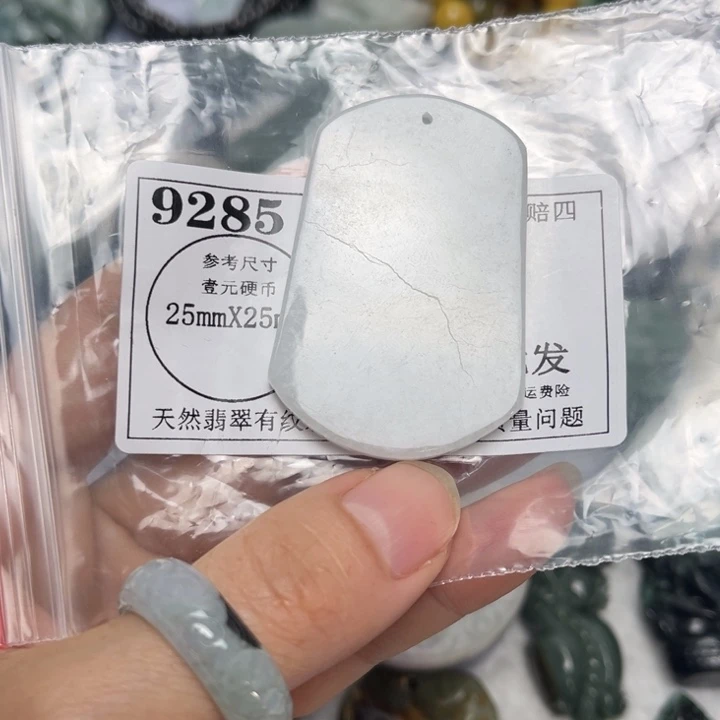 9285
赔四
参考尺寸
壹元硬币
25mmX25m
发
运费险
天然翡翠有纹 量问题